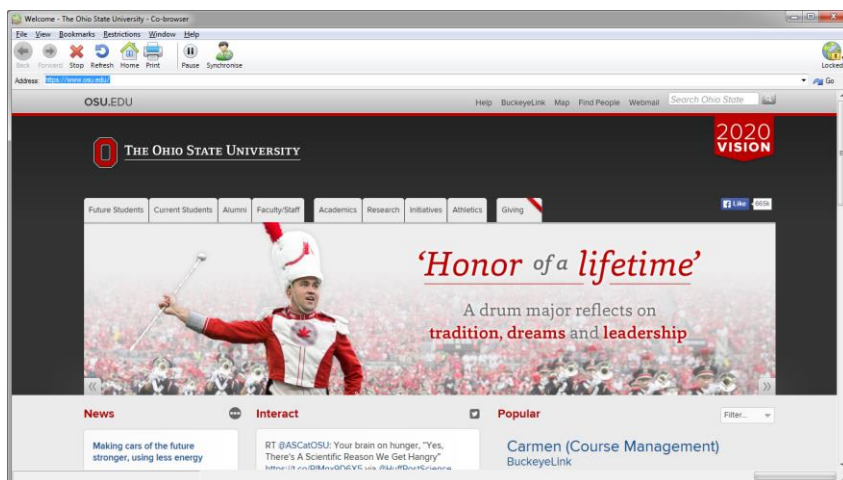 Welcome - The Ohio State University - Co-browser
File View Bookmarks Restrictions Window Help
Back Forward Stop Refresh Home Print Pause Synchronise Locked
Address: https://www.osu.edu/ Go
OSU.EDU Help BuckeyeLink Map Find People Webmail Search Ohio State
THE OHIO STATE UNIVERSITY
2020
VISION
Future Students Current Students Alumni Faculty/Staff Academics Research Initiatives Athletics Giving Like 665k
'Honor of a lifetime'
A drum major reflects on
tradition, dreams and leadership
News Interact Popular Filter...
Making cars of the future
stronger, using less energy
RT @ASCatOSU: Your brain on hunger, "Yes,
There's A Scientific Reason We Get Hangry"
via @HuffPostScience
Carmen (Course Management)
BuckeyeLink